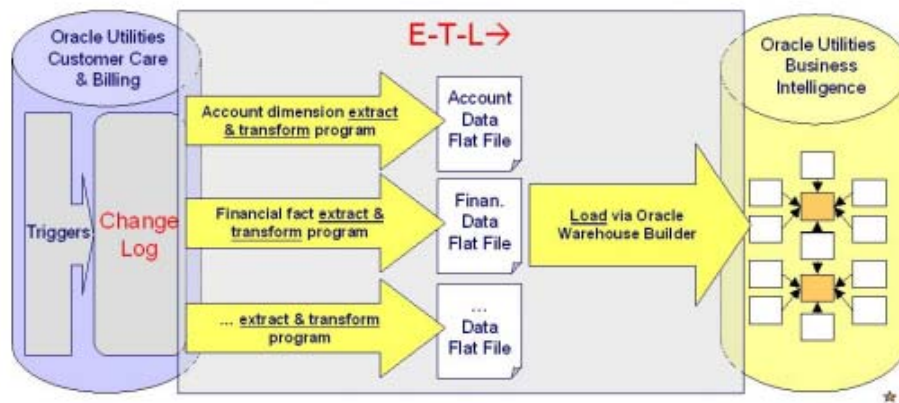 Oracle Utilities
Customer Care
& Billing
Triggers
Change
Log
E-T-L→
Account dimension extract
& transform program
Account
Data
Flat File
Financial fact extract &
transform program
Finan.
Data
Flat File
... extract & transform
program
...
Data
Flat File
Load via Oracle
Warehouse Builder
Oracle Utilities
Business
Intelligence